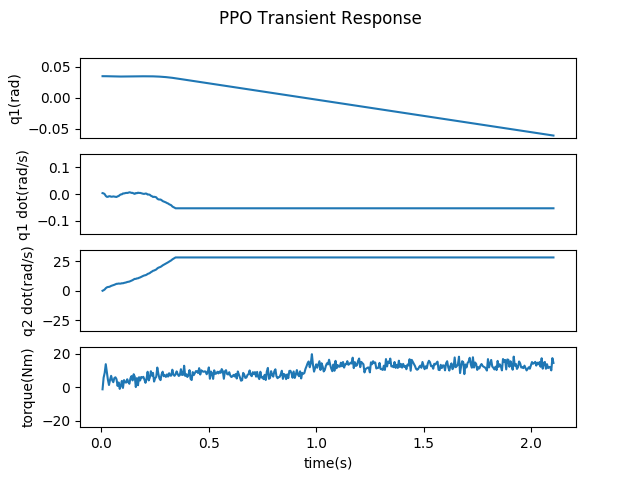 PPO Transient Response
q1(rad)
0.05
0.00
−0.05
q1 dot(rad/s)
0.1
0.0
−0.1
q2 dot(rad/s)
25
0
−25
torque(Nm)
20
0
−20
0.0 0.5 1.0 1.5 2.0
time(s)